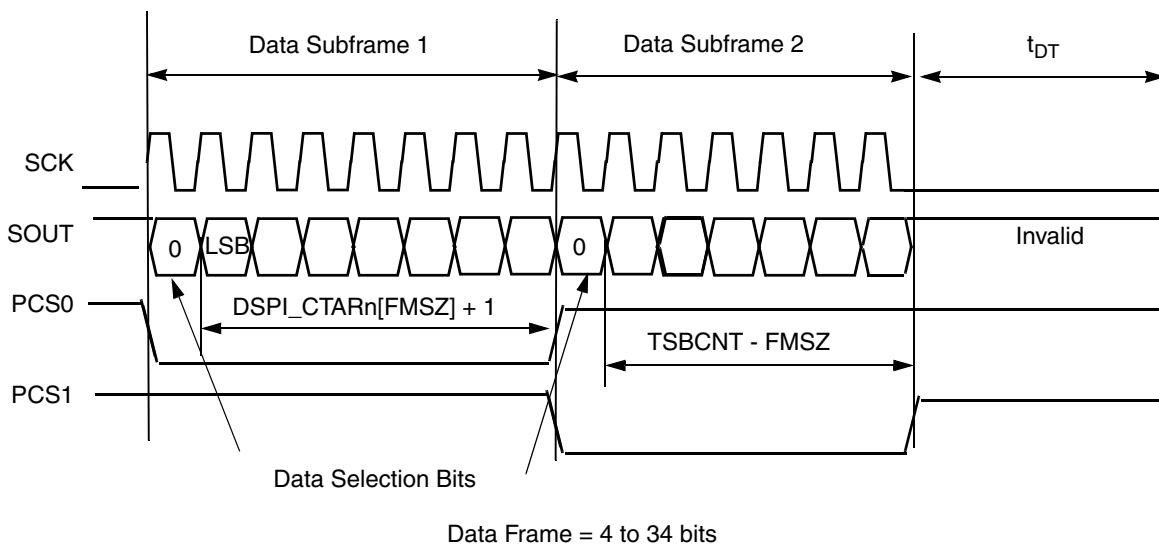 Data Subframe 1
Data Subframe 2
tDT
SCK
SOUT
0
LSB
0
Invalid
PCS0
DSPI_CTARn[FMSZ] + 1
TSBCNT - FMSZ
PCS1
Data Selection Bits
Data Frame = 4 to 34 bits